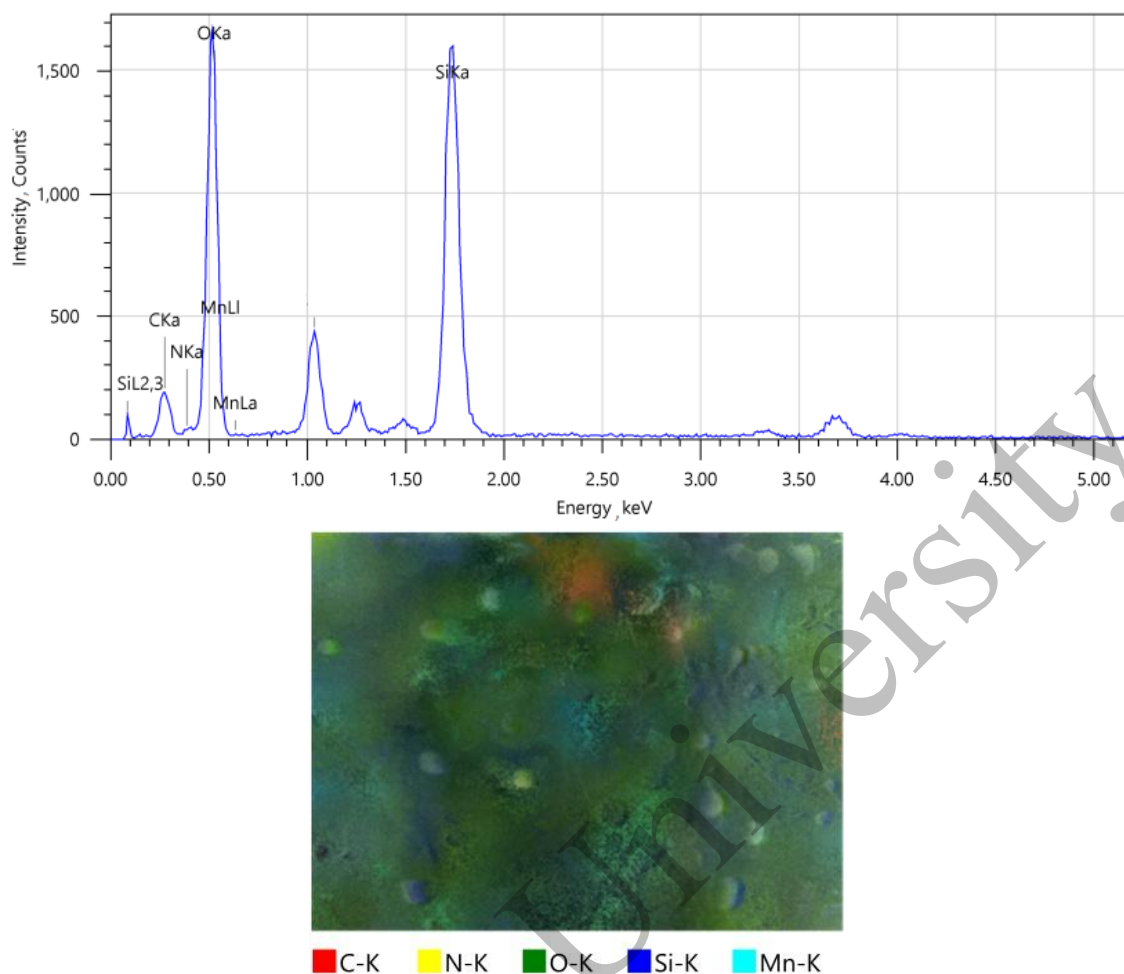 OKa
1,500
SiKa
1,000
Intensity, Counts
500
MnLl
CKa
NKa
SiL2,3
MnLa
0
0.00 0.50 1.00 1.50 2.00 2.50 3.00 3.50 4.00 4.50 5.00
Energy ,keV
University
C-K N-K O-K Si-K Mn-K